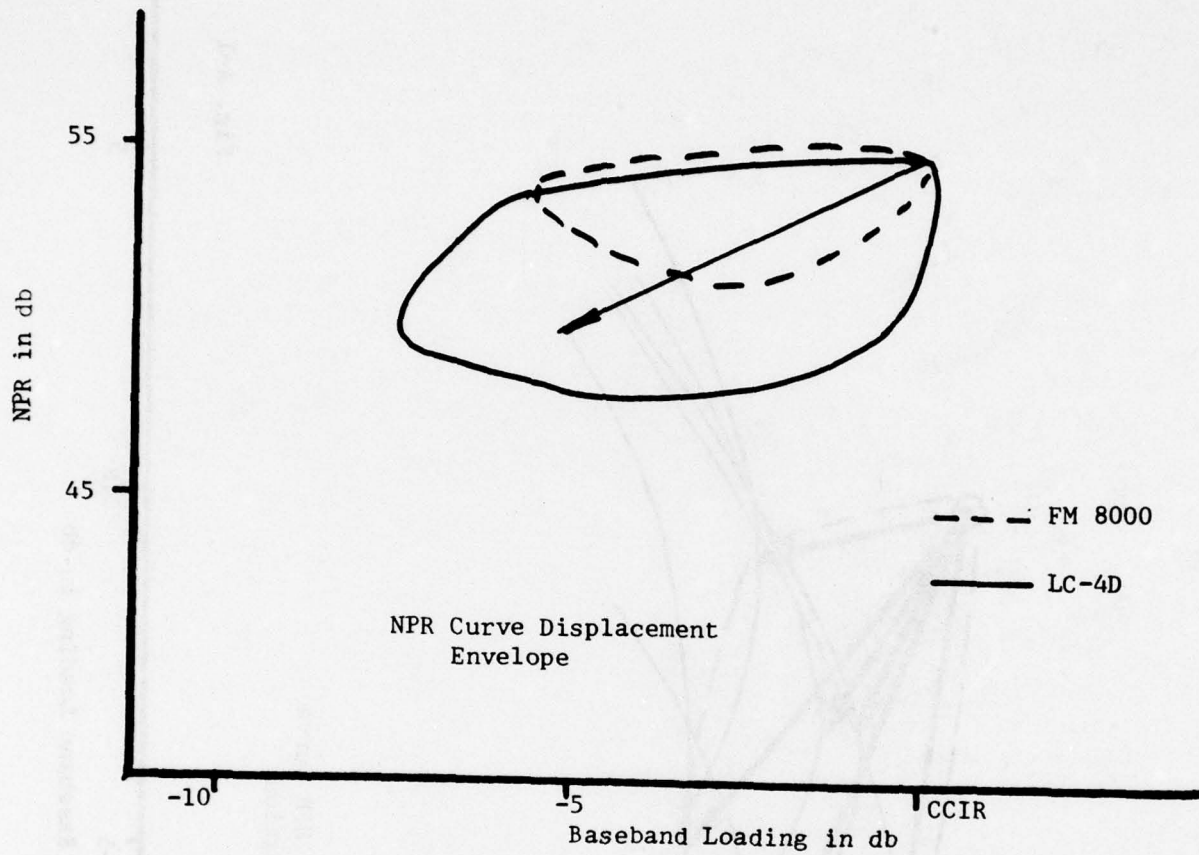 55
NPR in db
45
FM 8000
LC-4D
NPR Curve Displacement
Envelope
-10
-5
CCIR
Baseband Loading in db